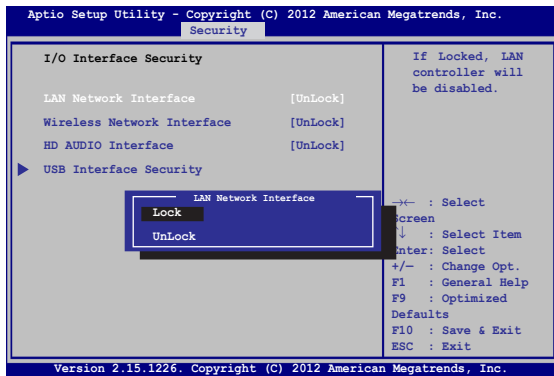 Aptio Setup Utility - Copyright (C) 2012 American Megatrends, Inc.
Security
I/O Interface Security
LAN Network Interface [UnLock]
Wireless Network Interface [UnLock]
HD AUDIO Interface [UnLock]
USB Interface Security
LAN Network Interface
Lock
UnLock
If Locked, LAN
controller will
be disabled.
→← : Select
Screen
↓ : Select Item
Enter: Select
+/— : Change Opt.
F1 : General Help
F9 : Optimized
Defaults
F10 : Save & Exit
ESC : Exit
Version 2.15.1226. Copyright (C) 2012 American Megatrends, Inc.